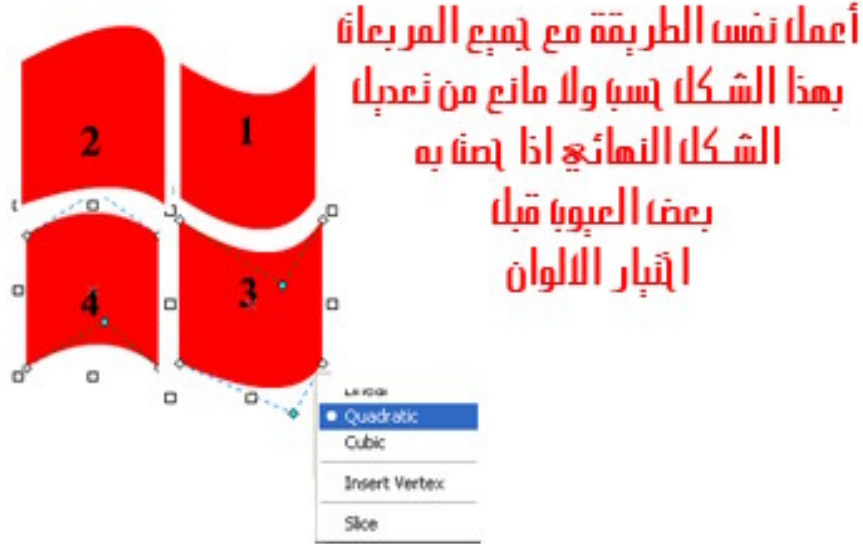 أعمل نفس الطريقة مع جميع المربعات
بهذا الشكل حسب ولا مانع من تعديل
الشكل النهائي اذا حصل به
بعض العيوب قبل
اختيار الالوان
2
1
4
3
Quadratic
Cubic
Insert Vertex
Slice